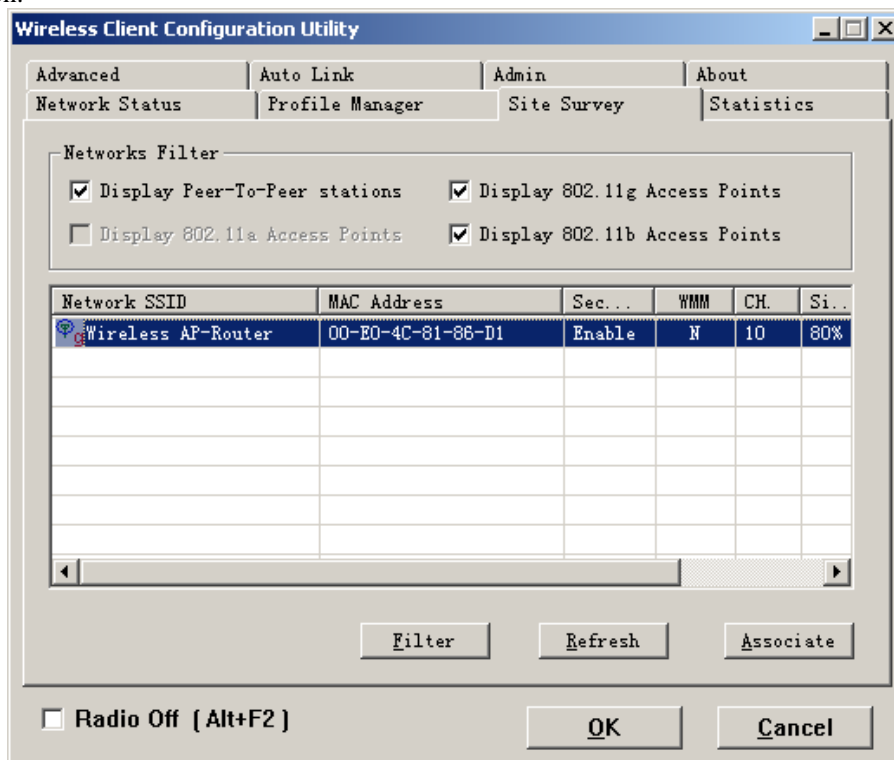 Wireless Client Configuration Utility
Advanced Auto Link Admin About
Network Status Profile Manager Site Survey Statistics
Networks Filter
Display Peer-To-Peer stations Display 802.11g Access Points
Display 802.11a Access Points Display 802.11b Access Points
Network SSID MAC Address Sec... WMM CH. Si..
g Wireless AP-Router 00-E0-4C-81-86-D1 Enable N 10 80%
Filter Refresh Associate
Radio Off (Alt+F2) OK Cancel